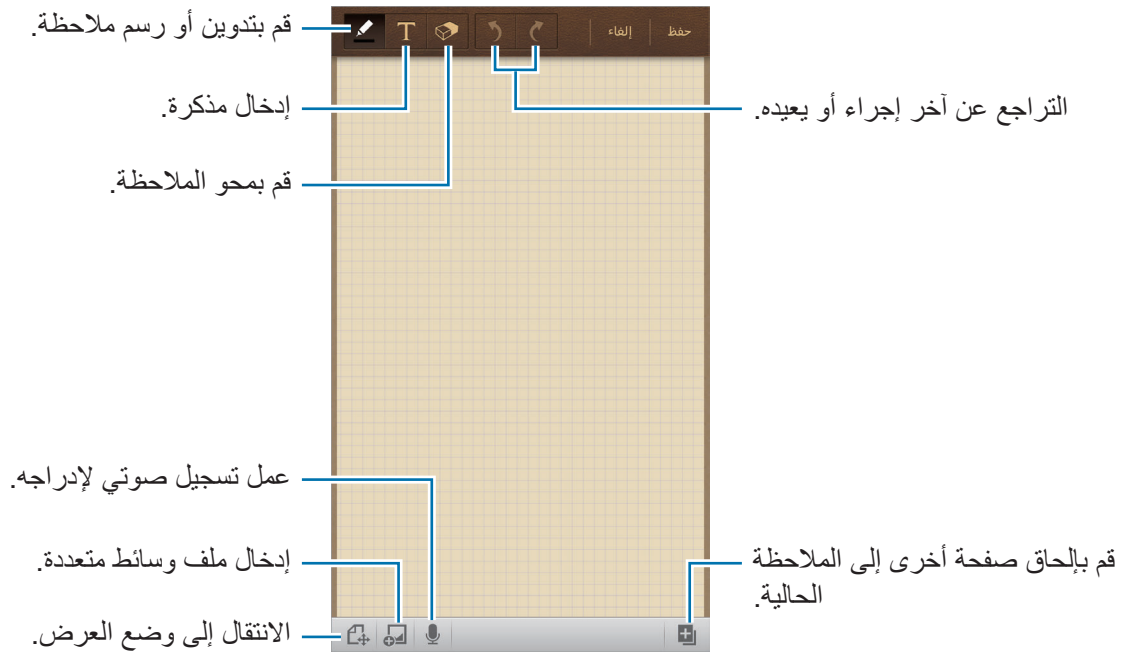 قم بتدوين أو رسم ملاحظة.
T
إلغاء
حفظ
إدخال مذكرة.
التراجع عن آخر إجراء أو يعيده.
قم بمحو الملاحظة.
عمل تسجيل صوتي لإدراجه.
إدخال ملف وسائط متعددة.
قم بإلحاق صفحة أخرى إلى الملاحظة
الحالية.
الانتقال إلى وضع العرض.